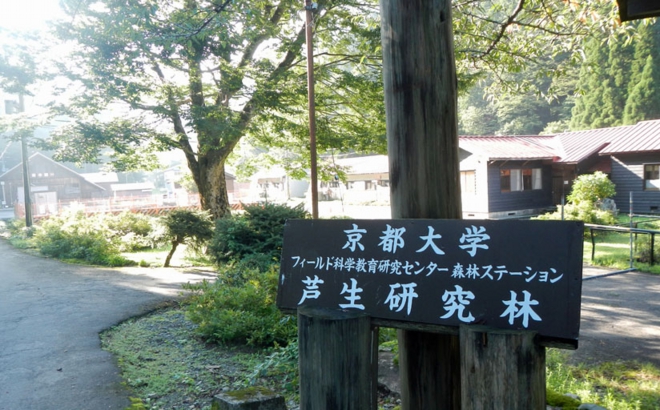 京都大学
フィールド科学教育研究センター 森林ステーション
芦生研究林